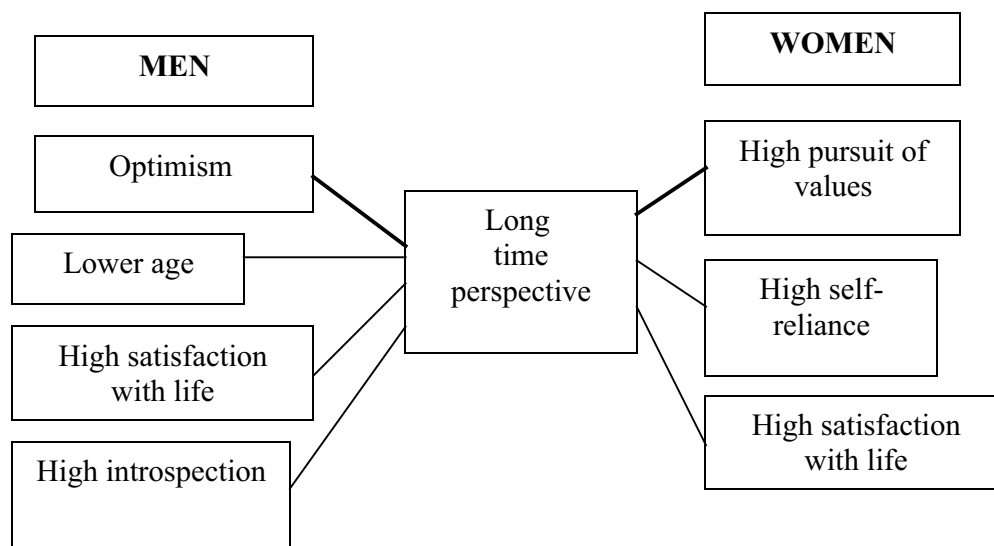 MEN
Optimism
Lower age
High satisfaction
with life
High introspection
Long
time
perspective
WOMEN
High pursuit of
values
High self-
reliance
High satisfaction
with life